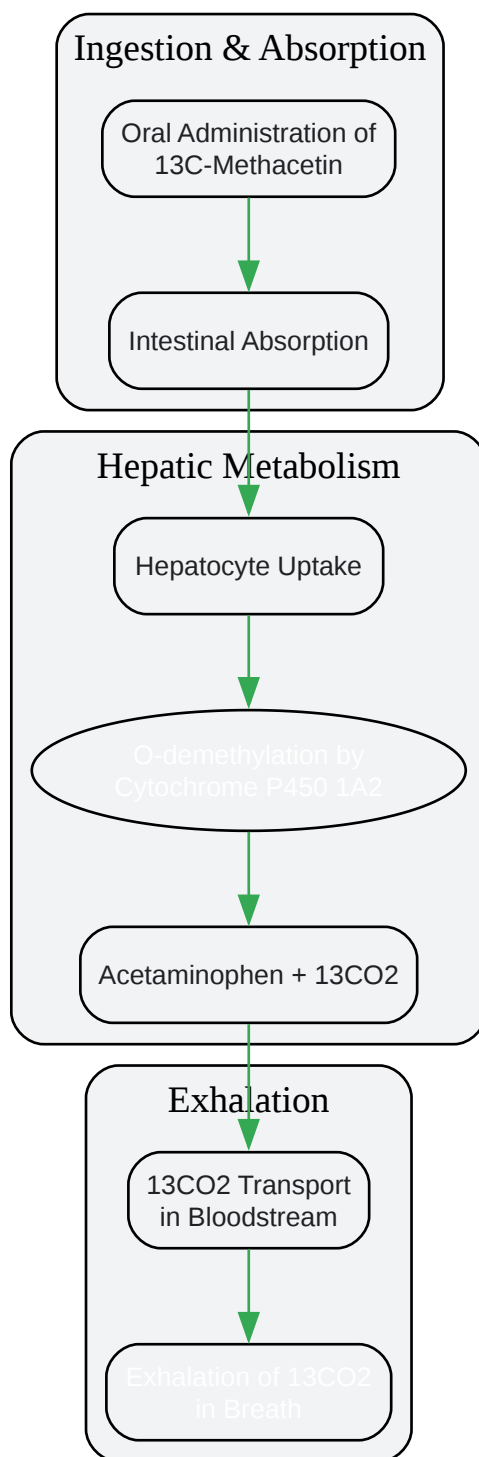 Ingestion & Absorption
Oral Administration of
13C-Methacetin
Intestinal Absorption
Hepatic Metabolism
Hepatocyte Uptake
O-demethylation by
Cytochrome P450 1A2
Acetaminophen + 13CO2
Exhalation
13CO2 Transport
in Bloodstream
Exhalation of 13CO2
in Breath